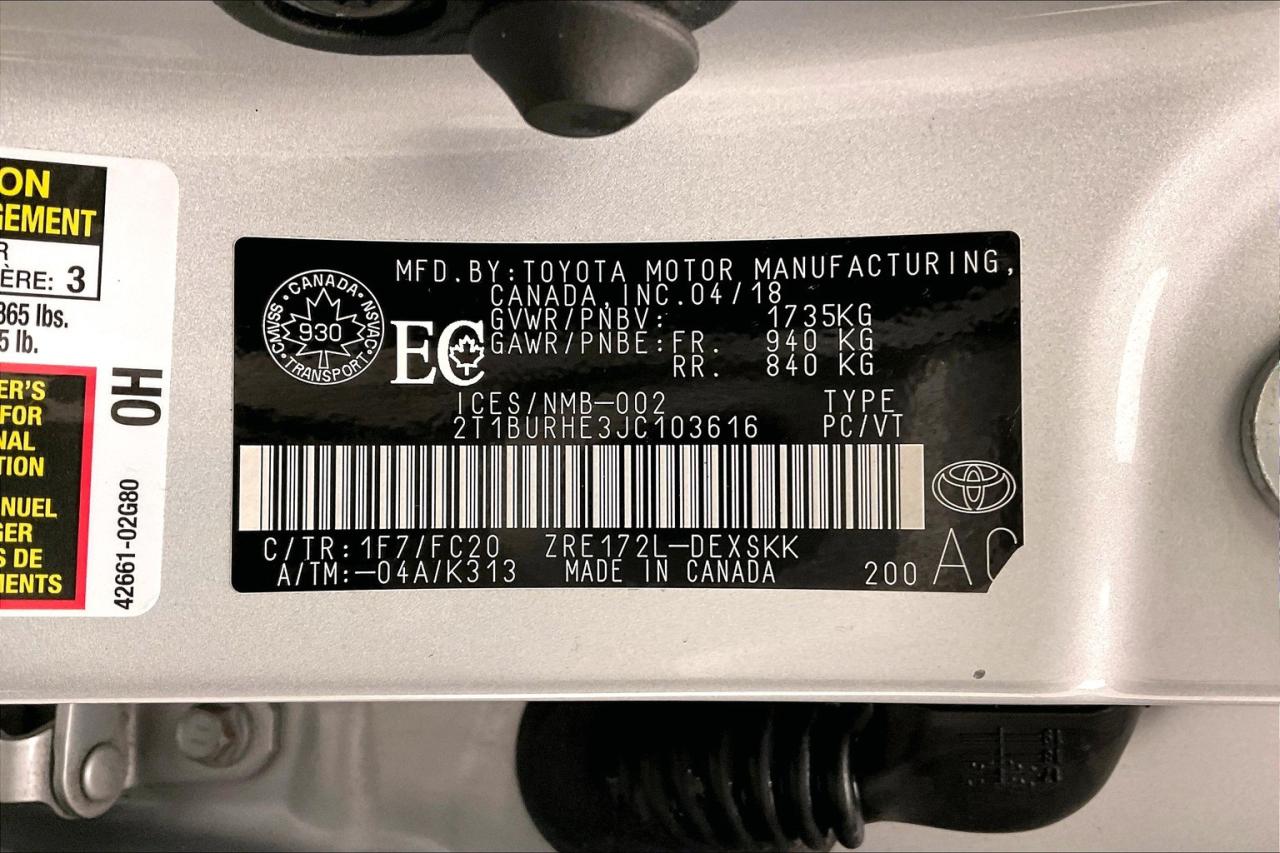 ON
GEMENT
R
ÈRE: 3
865 lbs.
5 lb.
ER'S
FOR
NAL
TION
ANUEL
GER
S DE
MENTS
OH
42661-02G80
CANADA
CMVSS
NSVAC
930
TRANSPORT
EC
MFD.BY:TOYOTA MOTOR MANUFACTURING,
CANADA,INC.04/18
GVWR/PNBV: 1735KG
GAWR/PNBE:FR. 940 KG
RR. 840 KG
ICES/NMB-002 TYPE
2T1BURHE3JC103616 PC/VT
C/TR:1F7/FC20 ZRE172L-DEXSKK
A/TM:-04A/K313 MADE IN CANADA 200 AC